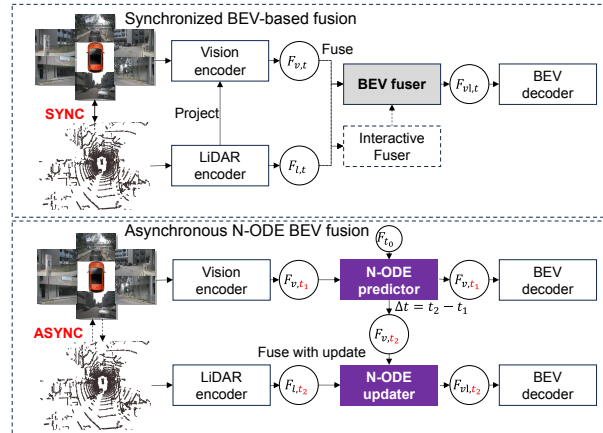 Synchronized BEV-based fusion
Vision
encoder
F_{v,t}
Fuse
BEV fuser
F_{vl,t}
BEV
decoder
SYNC
Project
Interactive
Fuser
LiDAR
encoder
F_{l,t}
Asynchronous N-ODE BEV fusion
F_{t_0}
Vision
encoder
F_{v,t_1}
N-ODE
predictor
F_{v,t_1}
BEV
decoder
Δt = t_2 − t_1
ASYNC
F_{v,t_2}
Fuse with update
LiDAR
encoder
F_{l,t_2}
N-ODE
updater
F_{vl,t_2}
BEV
decoder